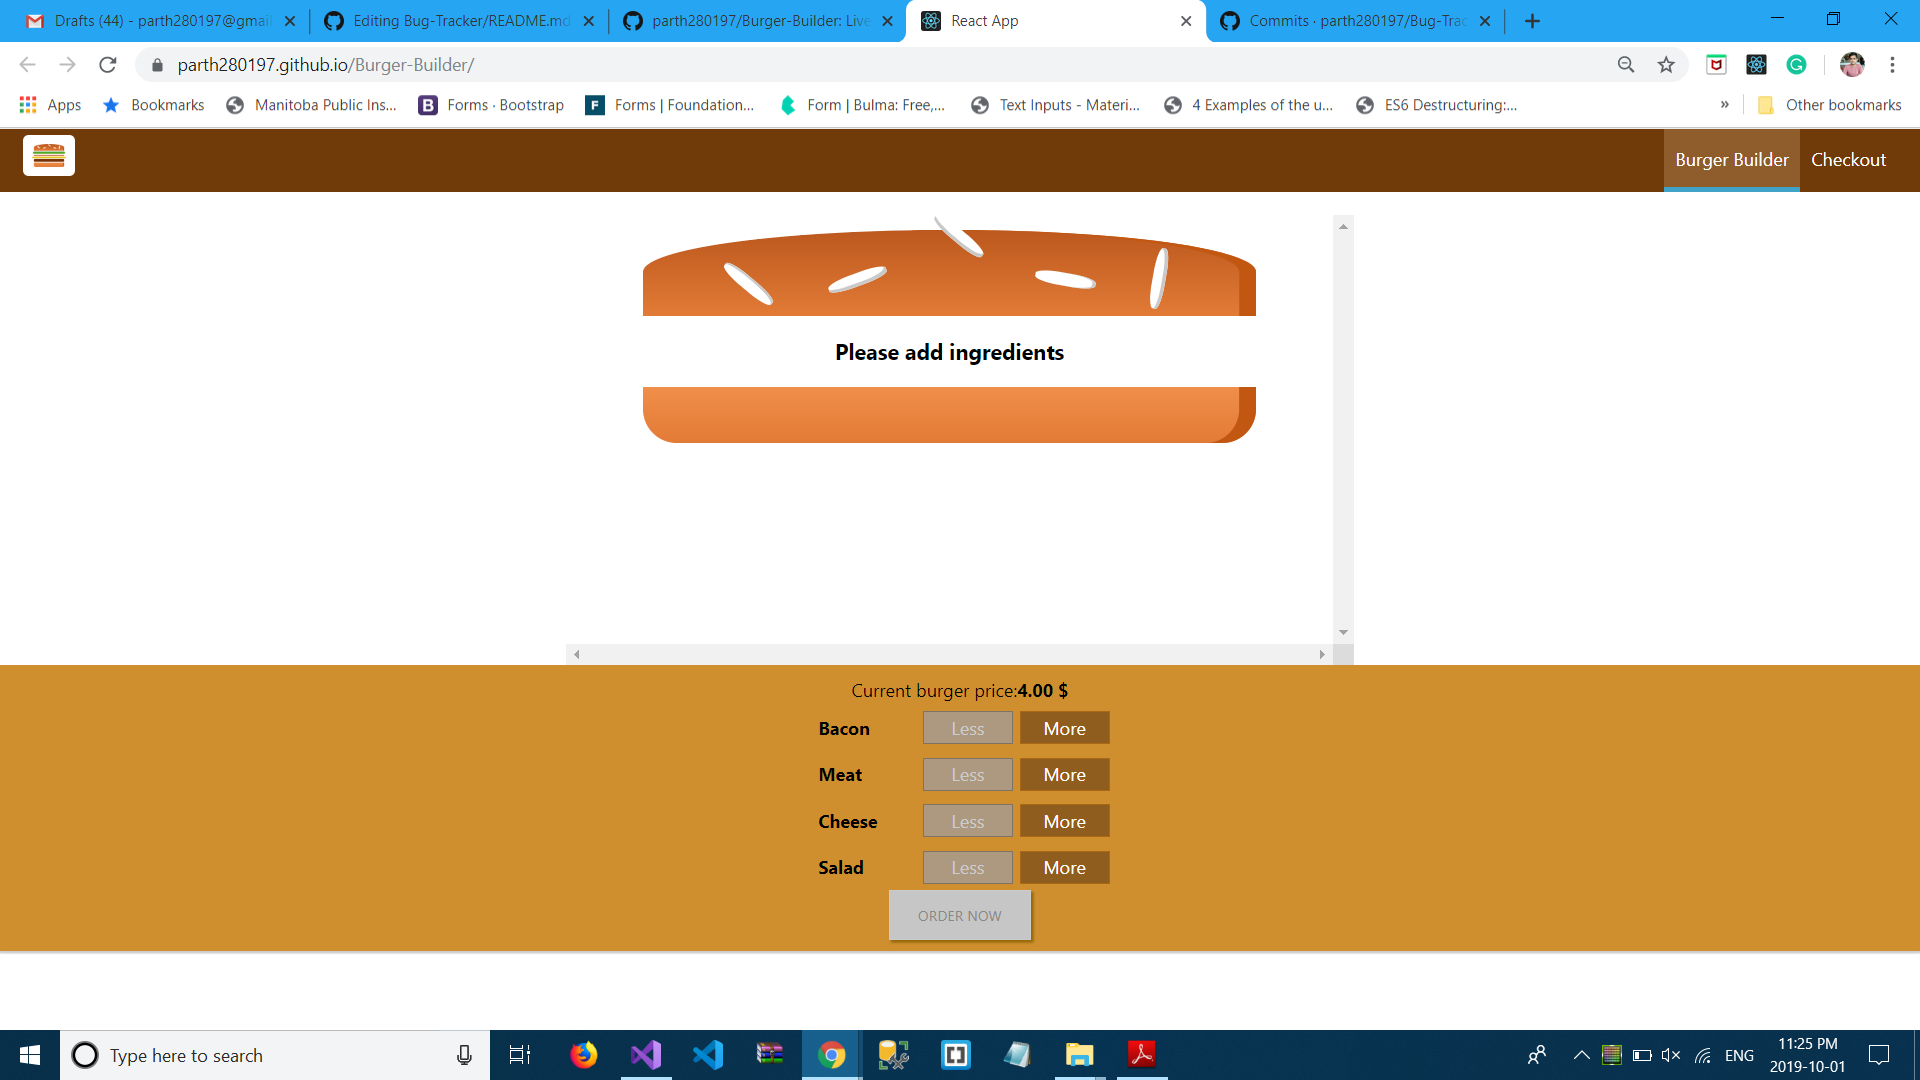 Drafts (44) - parth280197@gmai
Editing Bug-Tracker/README.md
parth280197/Burger-Builder: Live
React App
Commits · parth280197/Bug-Trac
parth280197.github.io/Burger-Builder/
Apps
Bookmarks
Manitoba Public Ins...
B
Forms · Bootstrap
F
Forms | Foundation...
Form | Bulma: Free,...
Text Inputs - Materi...
4 Examples of the u...
ES6 Destructuring:...
»
Other bookmarks
Burger Builder
Checkout
Please add ingredients
Current burger price:4.00 $
Bacon Less More
Meat Less More
Cheese Less More
Salad Less More
ORDER NOW
Type here to search
ENG
11:25 PM
2019-10-01